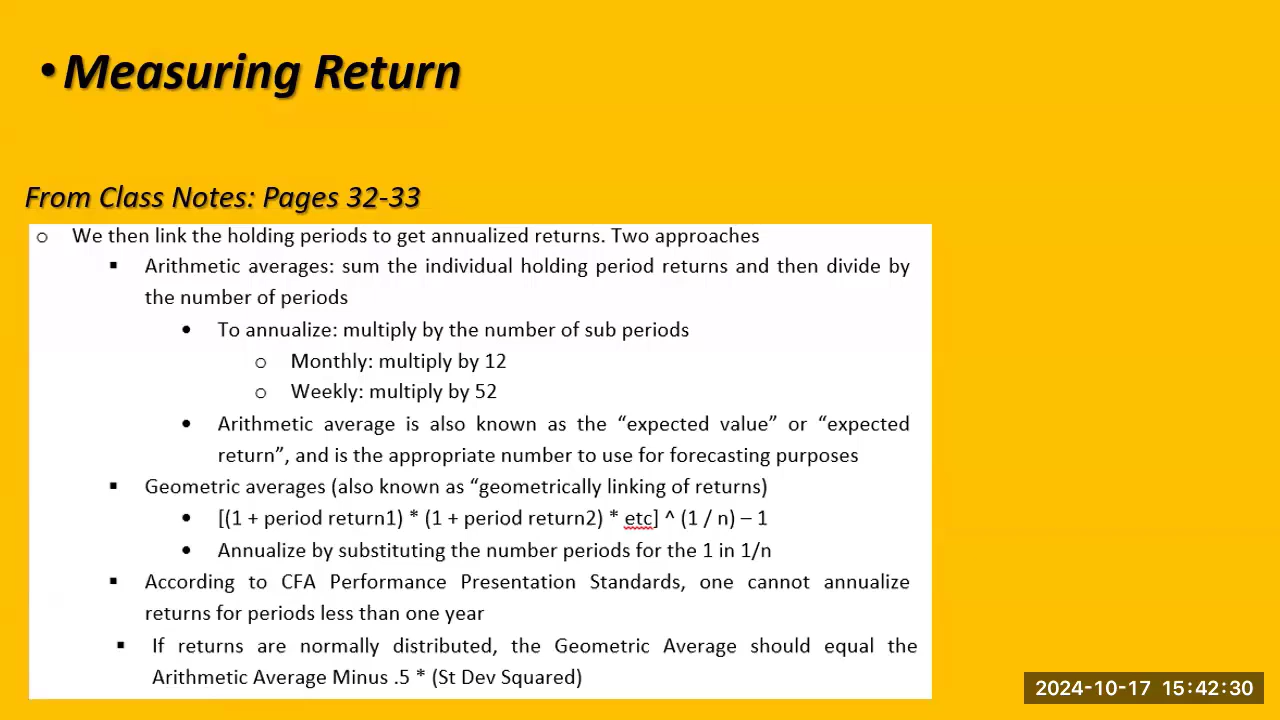 • Measuring Return
From Class Notes: Pages 32-33
o We then link the holding periods to get annualized returns. Two approaches
▪ Arithmetic averages: sum the individual holding period returns and then divide by
the number of periods
• To annualize: multiply by the number of sub periods
o Monthly: multiply by 12
o Weekly: multiply by 52
• Arithmetic average is also known as the “expected value” or “expected
return”, and is the appropriate number to use for forecasting purposes
▪ Geometric averages (also known as “geometrically linking of returns)
• [(1 + period return1) * (1 + period return2) * etc] ^ (1 / n) – 1
• Annualize by substituting the number periods for the 1 in 1/n
▪ According to CFA Performance Presentation Standards, one cannot annualize
returns for periods less than one year
▪ If returns are normally distributed, the Geometric Average should equal the
Arithmetic Average Minus .5 * (St Dev Squared)
2024-10-17 15:42:30